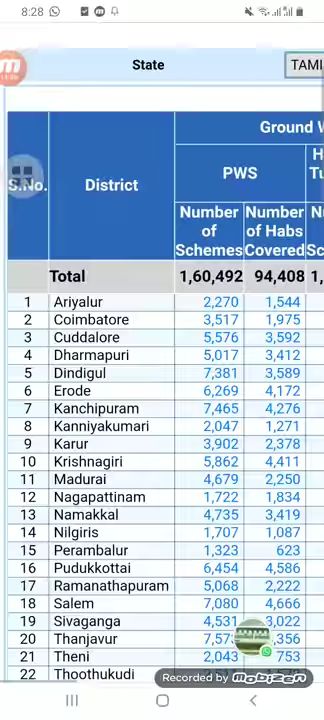 8:28
State TAMI
Ground W
S.No. District PWS
Number of Schemes Number of Habs Covered
Total 1,60,492 94,408 1,
1 Ariyalur 2,270 1,544
2 Coimbatore 3,517 1,975
3 Cuddalore 5,576 3,592
4 Dharmapuri 5,017 3,412
5 Dindigul 7,381 3,589
6 Erode 6,269 4,172
7 Kanchipuram 7,465 4,276
8 Kanniyakumari 2,047 1,271
9 Karur 3,902 2,378
10 Krishnagiri 5,862 4,411
11 Madurai 4,679 2,250
12 Nagapattinam 1,722 1,834
13 Namakkal 4,735 3,419
14 Nilgiris 1,707 1,087
15 Perambalur 1,323 623
16 Pudukkottai 6,454 4,586
17 Ramanathapuram 5,068 2,222
18 Salem 7,080 4,666
19 Sivaganga 4,531 3,022
20 Thanjavur 7,57 ,356
21 Theni 2,043 753
22 Thoothukudi
Recorded by Mobizen